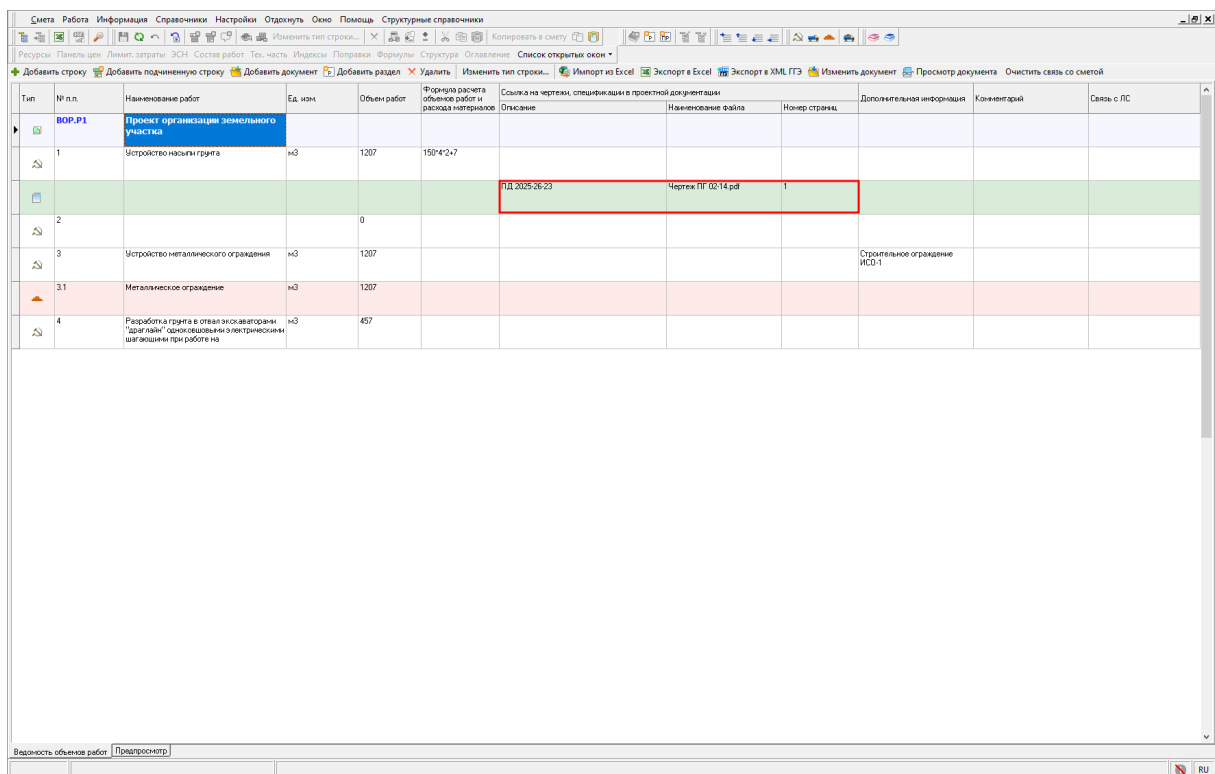 Смета Работа Информация Справочники Настройки Отдохнуть Окно Помощь Структурные справочники
Изменить тип строки... Копировать в смету
Ресурсы Панель цен Лимит. затраты ЭСН Состав работ Тех. часть Индексы Поправки Формулы Структура Оглавление Список открытых окон
Добавить строку Добавить подчиненную строку Добавить документ Добавить раздел Удалить Изменить тип строки... Импорт из Excel Экспорт в Excel Экспорт в XML ГГЭ Изменить документ Просмотр документа Очистить связь со сметой
Тип № п.п. Наименование работ Ед. изм. Объем работ Формула расчета объемов работ и расхода материалов Ссылка на чертежи, спецификации в проектной документации Дополнительная информация Комментарий Связь с ЛС
Описание Наименование файла Номер страниц
ВОР.Р1 Проект организации земельного
участка
1 Устройство насыпи грунта м3 1207 150*4*2+7
ПД 2025-26-23 Чертеж ПГ 02-14.pdf 1
2 0
3 Устройство металлического ограждения м3 1207 Строительное ограждение
ИСО-1
3.1 Металлическое ограждение м3 1207
4 Разработка грунта в отвал экскаваторами м3 457
"драглайн" одноковшовыми электрическими
шагающими при работе на
Ведомость объемов работ Предпросмотр
RU